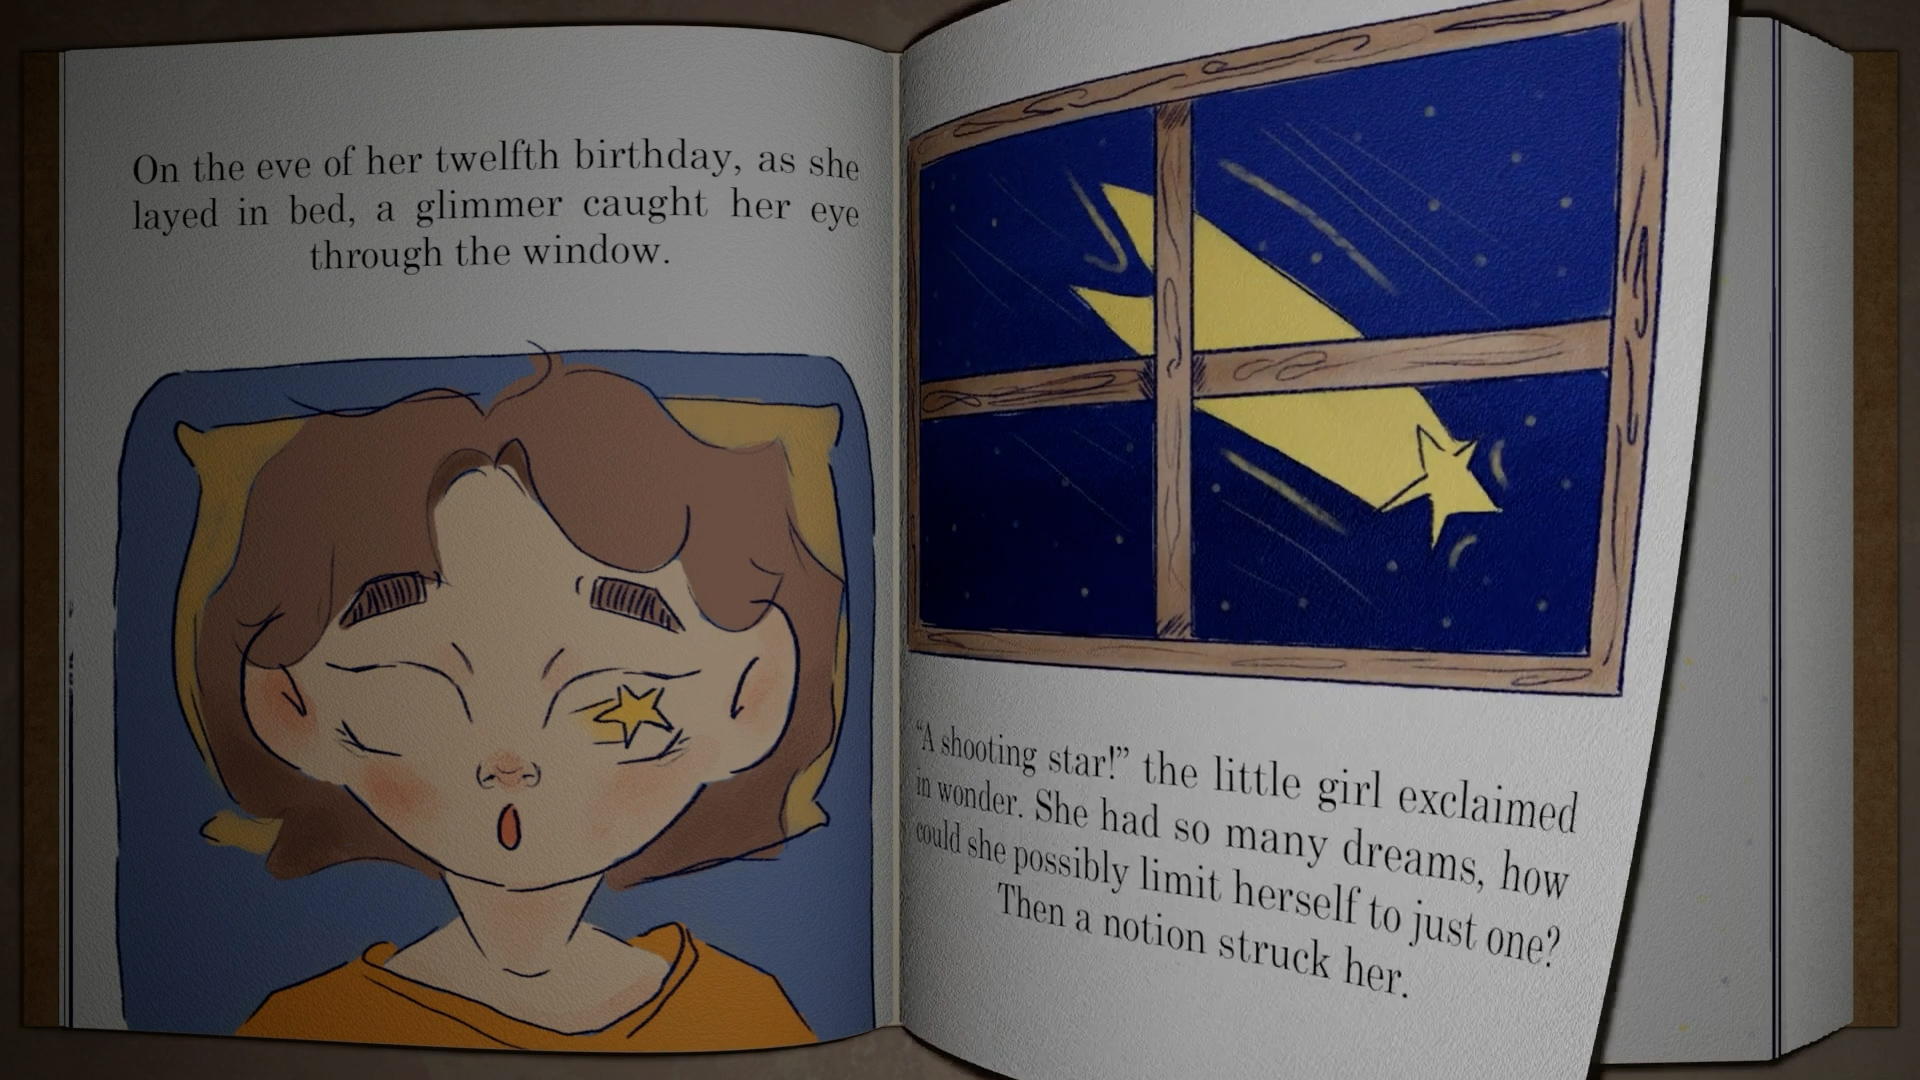 On the eve of her twelfth birthday, as she
layed in bed, a glimmer caught her eye
through the window.
“A shooting star!” the little girl exclaimed
in wonder. She had so many dreams, how
could she possibly limit herself to just one?
Then a notion struck her.